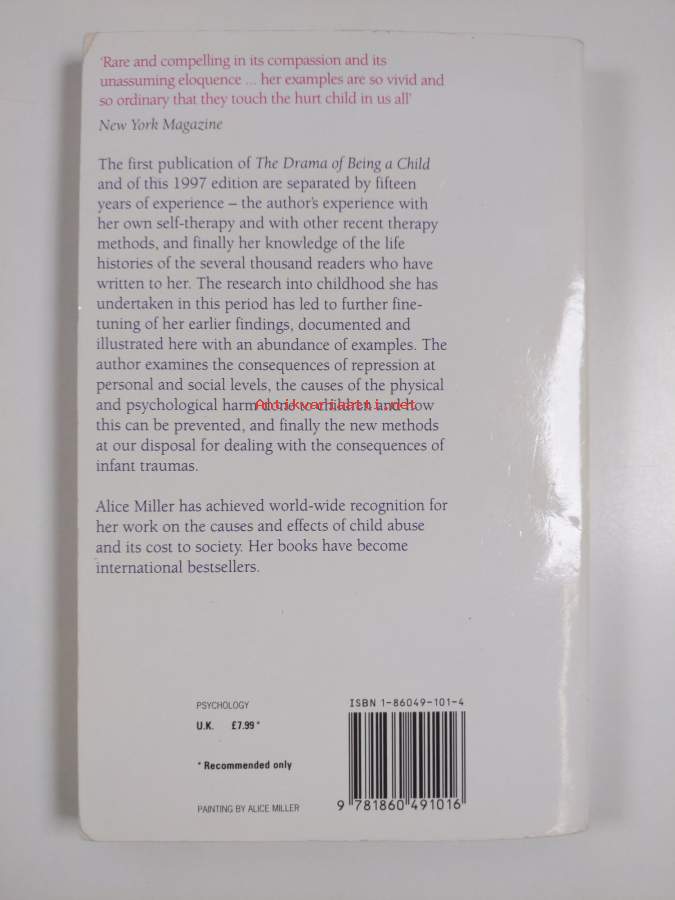 ‘Rare and compelling in its compassion and its
unassuming eloquence ... her examples are so vivid and
so ordinary that they touch the hurt child in us all’
New York Magazine
The first publication of The Drama of Being a Child
and of this 1997 edition are separated by fifteen
years of experience – the author’s experience with
her own self-therapy and with other recent therapy
methods, and finally her knowledge of the life
histories of the several thousand readers who have
written to her. The research into childhood she has
undertaken in this period has led to further fine-
tuning of her earlier findings, documented and
illustrated here with an abundance of examples. The
author examines the consequences of repression at
personal and social levels, the causes of the physical
and psychological harm done to children and how
Antikvariaatti.net
this can be prevented, and finally the new methods
at our disposal for dealing with the consequences of
infant traumas.
Alice Miller has achieved world-wide recognition for
her work on the causes and effects of child abuse
and its cost to society. Her books have become
international bestsellers.
PSYCHOLOGY
U.K. £7.99*
* Recommended only
PAINTING BY ALICE MILLER
ISBN 1-86049-101-4
9 781860 491016